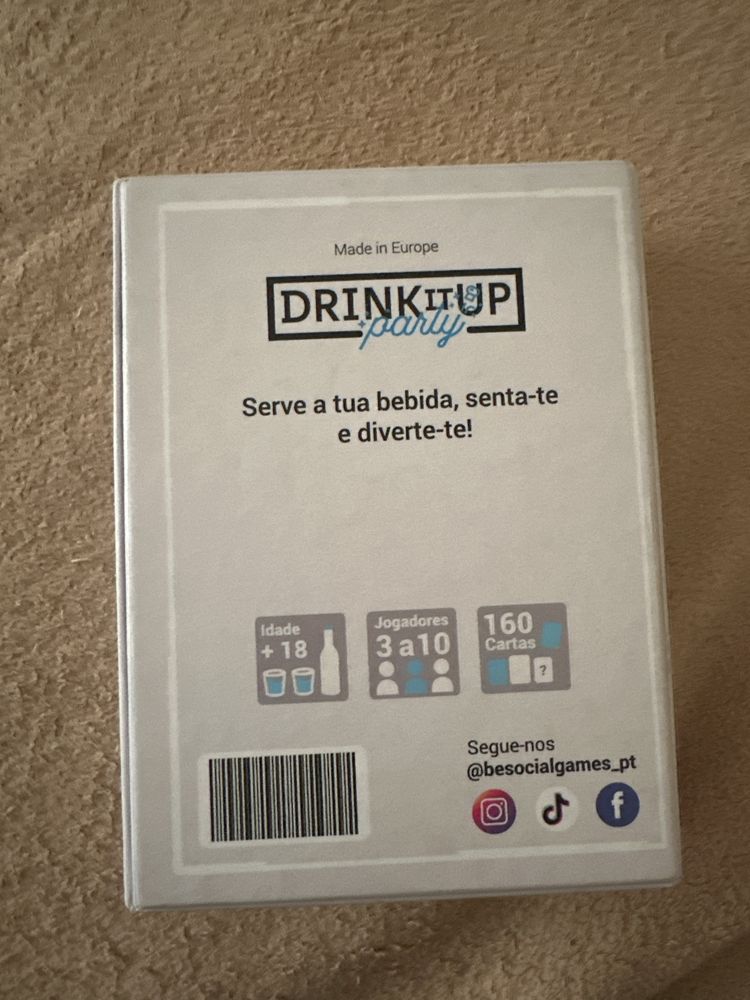 Made in Europe
DRINK IT UP
party
Serve a tua bebida, senta-te
e diverte-te!
Idade
+ 18
Jogadores
3 a 10
160
Cartas
?
Segue-nos
@besocialgames_pt